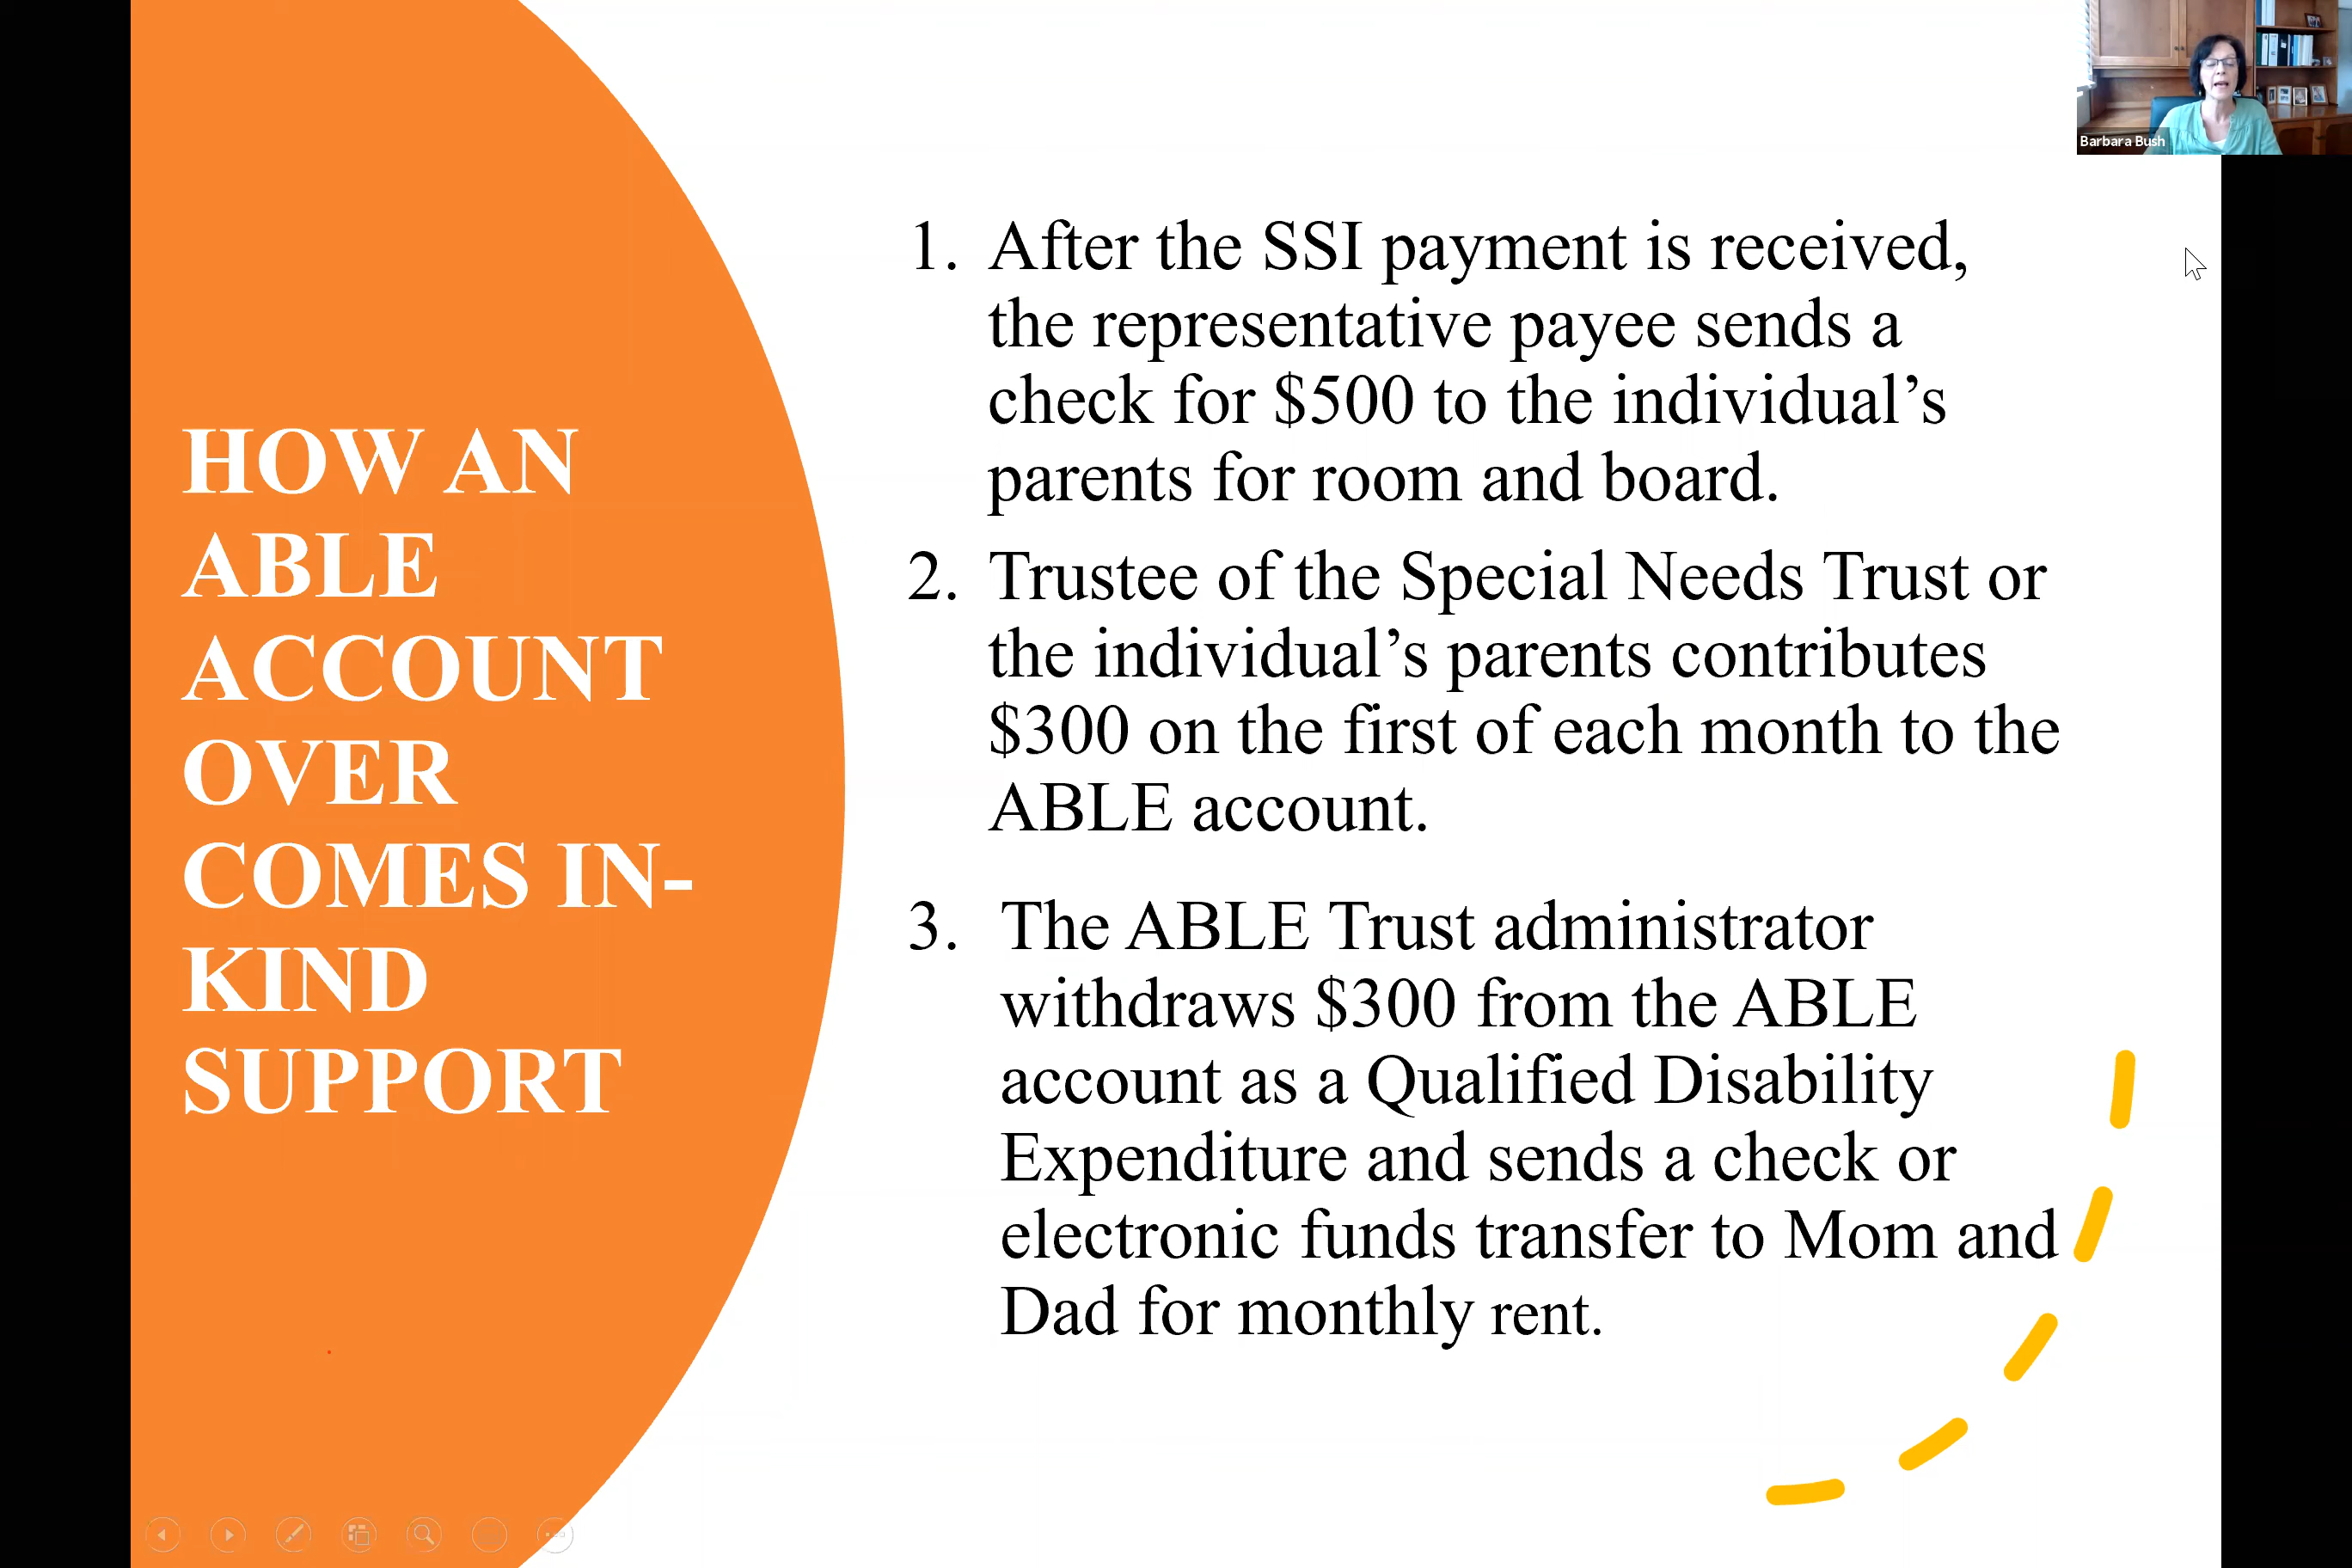 HOW AN
ABLE
ACCOUNT
OVER
COMES IN-
KIND
SUPPORT
1. After the SSI payment is received,
the representative payee sends a
check for $500 to the individual’s
parents for room and board.
2. Trustee of the Special Needs Trust or
the individual’s parents contributes
$300 on the first of each month to the
ABLE account.
3. The ABLE Trust administrator
withdraws $300 from the ABLE
account as a Qualified Disability
Expenditure and sends a check or
electronic funds transfer to Mom and
Dad for monthly rent.
Barbara Bush